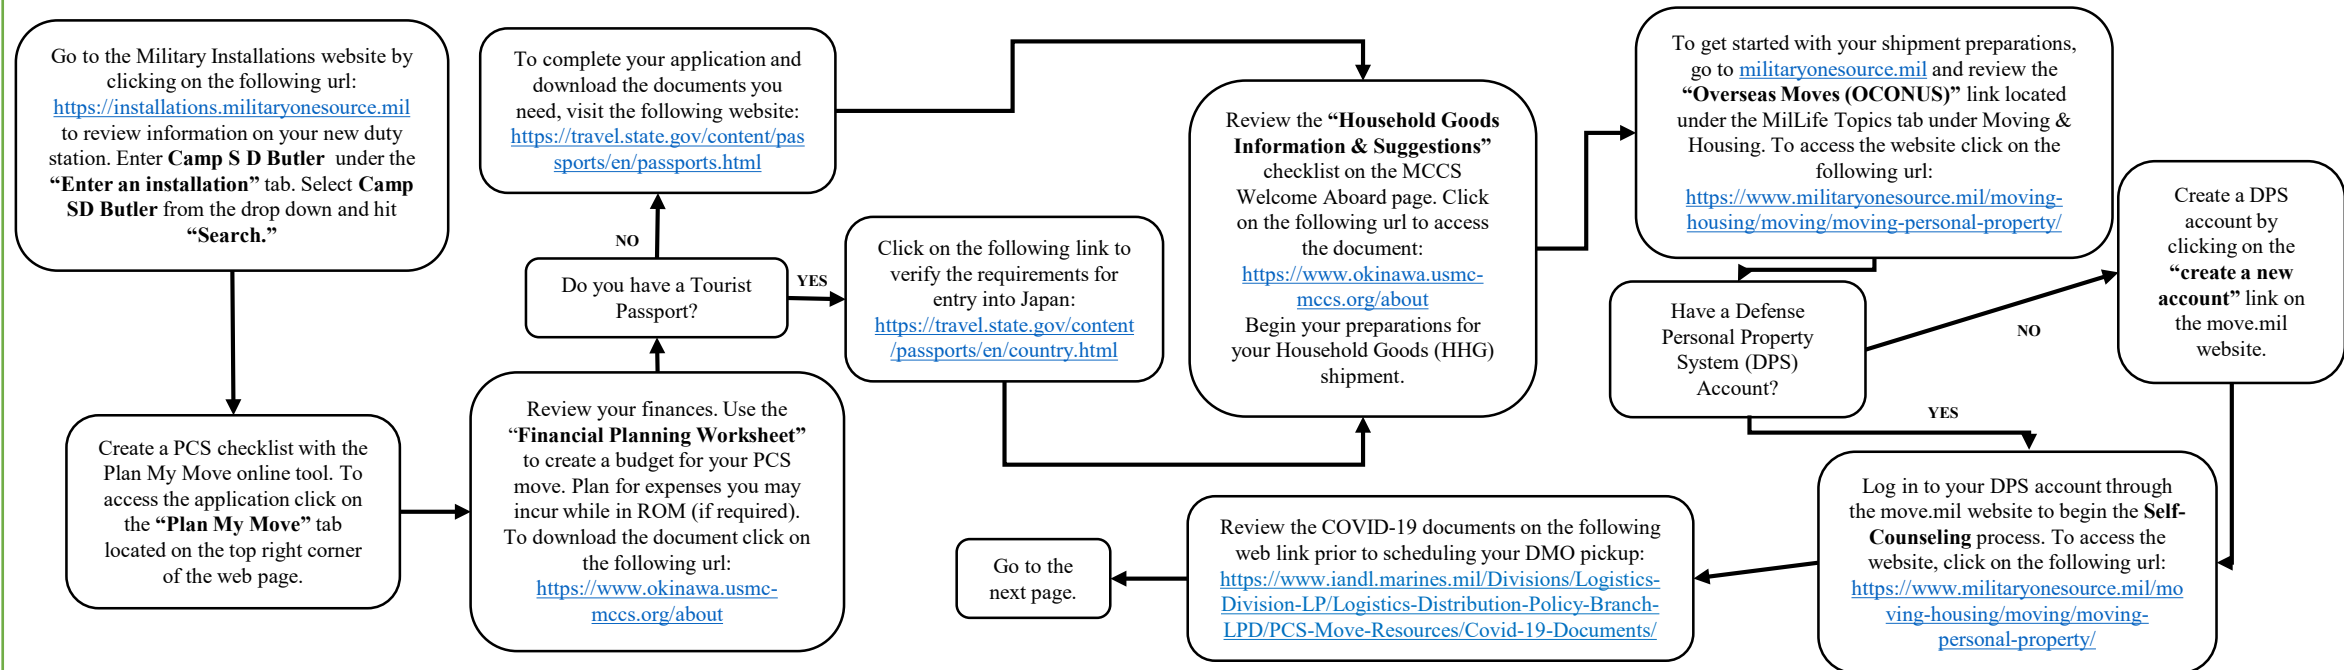 Go to the Military Installations website by
clicking on the following url:
https://installations.militaryonesource.mil
to review information on your new duty
station. Enter Camp S D Butler under the
“Enter an installation” tab. Select Camp
SD Butler from the drop down and hit
“Search.”
Create a PCS checklist with the
Plan My Move online tool. To
access the application click on
the “Plan My Move” tab
located on the top right corner
of the web page.
Review your finances. Use the
“Financial Planning Worksheet”
to create a budget for your PCS
move. Plan for expenses you may
incur while in ROM (if required).
To download the document click on
the following url:
https://www.okinawa.usmc-
mccs.org/about
Do you have a Tourist
Passport?
NO
To complete your application and
download the documents you
need, visit the following website:
https://travel.state.gov/content/pas
sports/en/passports.html
YES
Click on the following link to
verify the requirements for
entry into Japan:
https://travel.state.gov/content
/passports/en/country.html
Review the “Household Goods
Information & Suggestions”
checklist on the MCCS
Welcome Aboard page. Click
on the following url to access
the document:
https://www.okinawa.usmc-
mccs.org/about
Begin your preparations for
your Household Goods (HHG)
shipment.
To get started with your shipment preparations,
go to militaryonesource.mil and review the
“Overseas Moves (OCONUS)” link located
under the MilLife Topics tab under Moving &
Housing. To access the website click on the
following url:
https://www.militaryonesource.mil/moving-
housing/moving/moving-personal-property/
Have a Defense
Personal Property
System (DPS)
Account?
NO
Create a DPS
account by
clicking on the
“create a new
account” link on
the move.mil
website.
YES
Log in to your DPS account through
the move.mil website to begin the Self-
Counseling process. To access the
website, click on the following url:
https://www.militaryonesource.mil/mo
ving-housing/moving/moving-
personal-property/
Review the COVID-19 documents on the following
web link prior to scheduling your DMO pickup:
https://www.iandl.marines.mil/Divisions/Logistics-
Division-LP/Logistics-Distribution-Policy-Branch-
LPD/PCS-Move-Resources/Covid-19-Documents/
Go to the
next page.